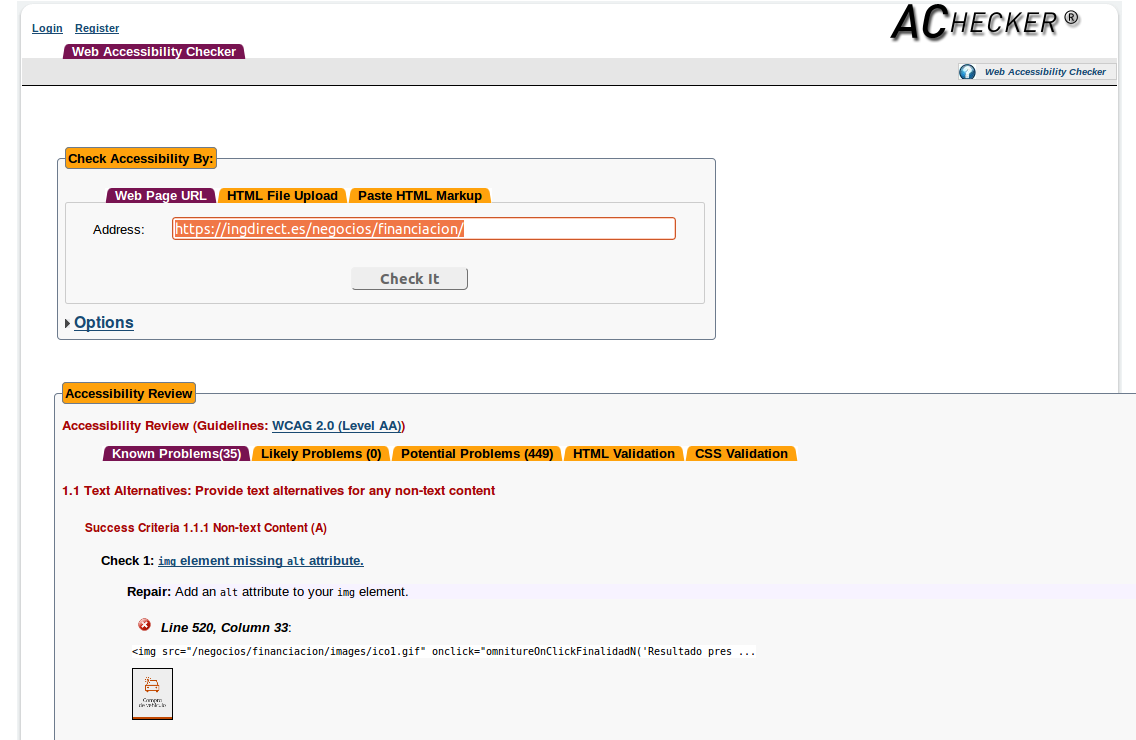 Login Register
ACHECKER ®
Web Accessibility Checker
Web Accessibility Checker
Check Accessibility By:
Web Page URL HTML File Upload Paste HTML Markup
Address: https://ingdirect.es/negocios/financiacion/
Check It
Options
Accessibility Review
Accessibility Review (Guidelines: WCAG 2.0 (Level AA))
Known Problems(35) Likely Problems (0) Potential Problems (449) HTML Validation CSS Validation
1.1 Text Alternatives: Provide text alternatives for any non-text content
Success Criteria 1.1.1 Non-text Content (A)
Check 1: img element missing alt attribute.
Repair: Add an alt attribute to your img element.
Line 520, Column 33:
<img src="/negocios/financiacion/images/ico1.gif" onclick="omnitureOnClickFinalidadN('Resultado pres ...
Compra
de vehículo